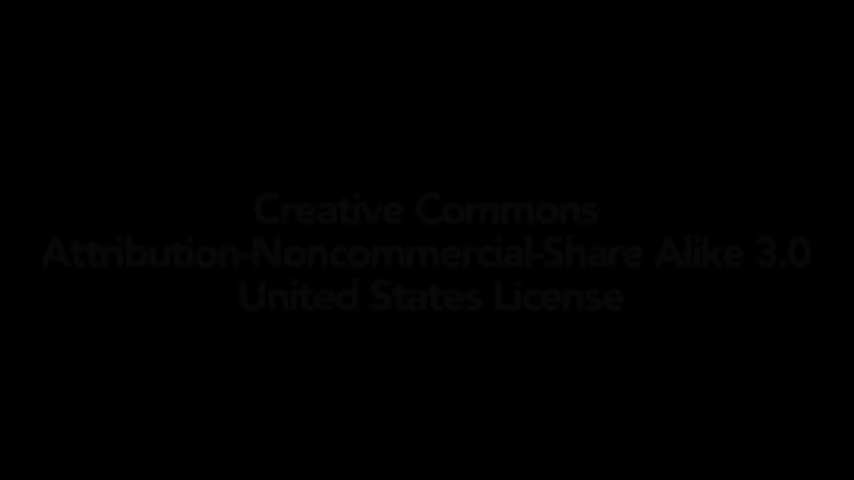 Creative Commons
Attribution-Noncommercial-Share Alike 3.0
United States License